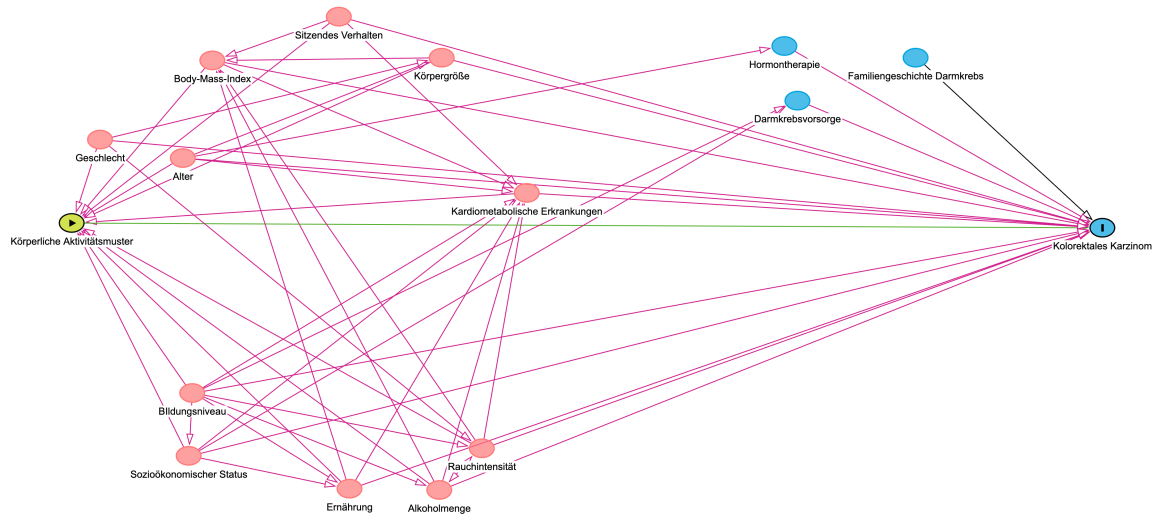 Sitzendes Verhalten
Body-Mass-Index
Körpergröße
Hormontherapie
Familiengeschichte Darmkrebs
Darmkrebsvorsorge
Geschlecht
Alter
Kardiometabolische Erkrankungen
Körperliche Aktivitätsmuster
Kolorektales Karzinom
BIldungsniveau
Sozioökonomischer Status
Rauchintensität
Ernährung
Alkoholmenge